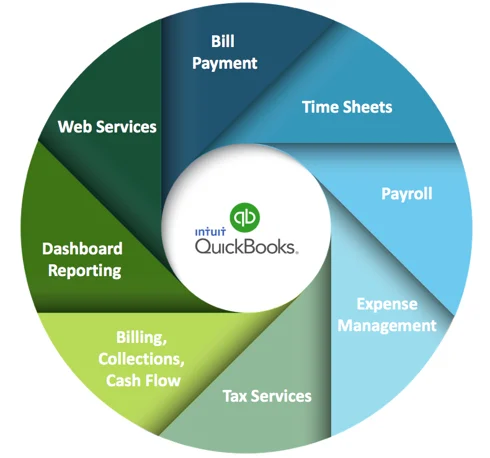 Bill
Payment
Time Sheets
Web Services
Payroll
intuit
QuickBooks®
Dashboard
Reporting
Expense
Management
Billing,
Collections,
Cash Flow
Tax Services
qb